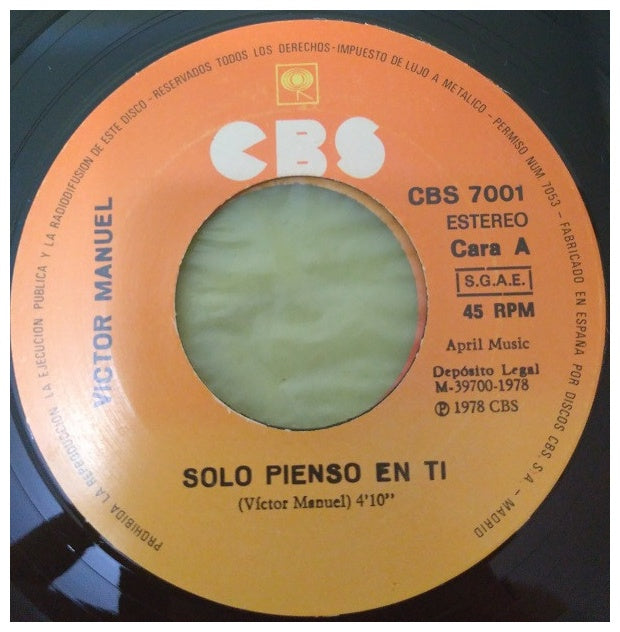 PROHIBIDA LA REPRODUCCION, LA EJECUCION PUBLICA Y LA RADIODIFUSION DE ESTE DISCO - RESERVADOS TODOS LOS DERECHOS - IMPUESTO DE LUJO A METALICO - PERMISO NUM. 7053 - FABRICADO EN ESPAÑA POR DISCOS CBS, S.A. - MADRID
CBS
VICTOR MANUEL
CBS 7001
ESTEREO
Cara A
S.G.A.E.
45 RPM
April Music
Depósito Legal
M-39700-1978
Ⓟ 1978 CBS
SOLO PIENSO EN TI
(Víctor Manuel) 4'10"